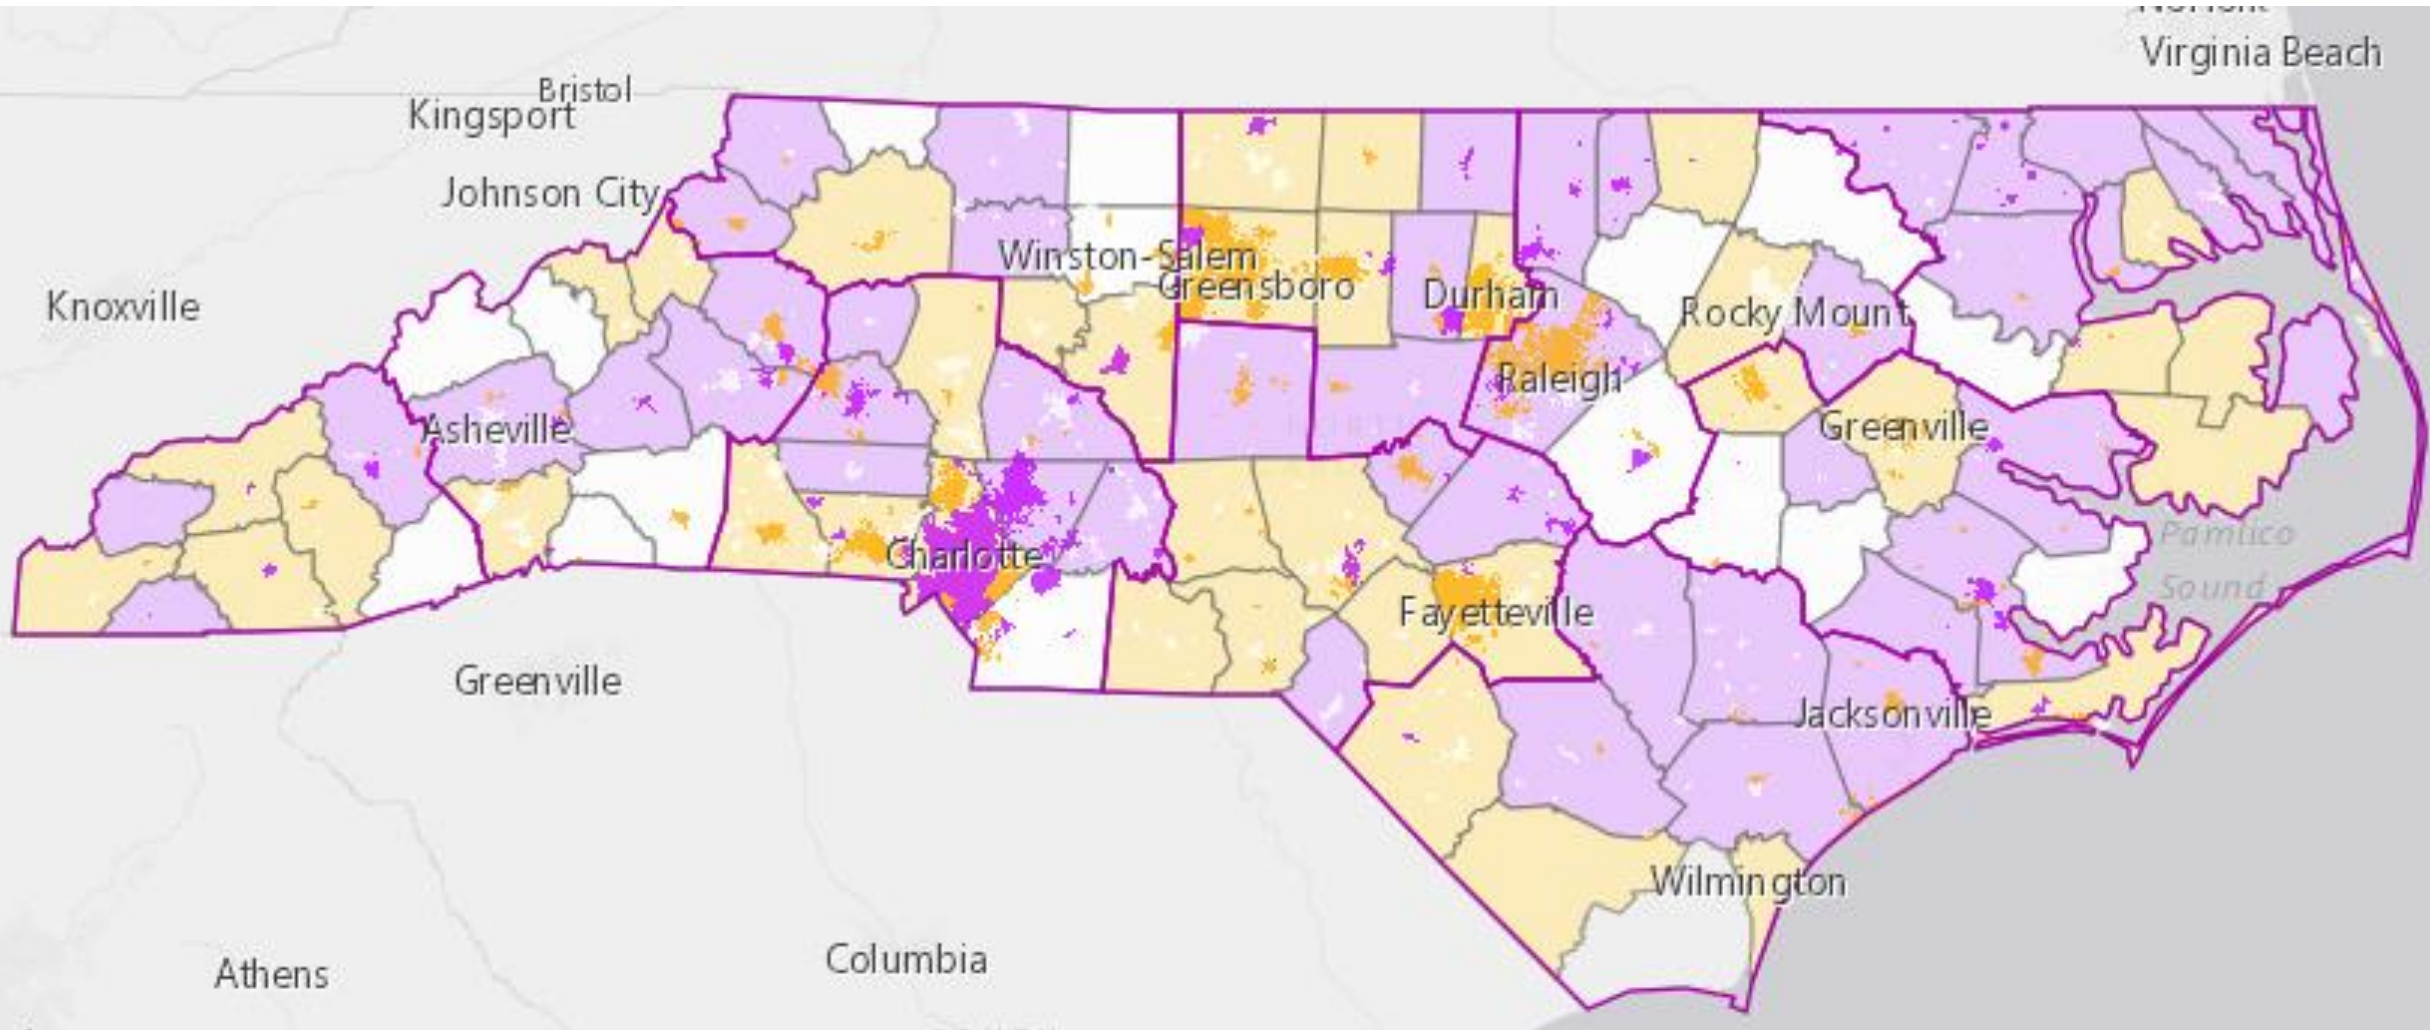 Virginia Beach
Bristol
Kingsport
Johnson City
Winston-Salem
Greensboro
Durham
Knoxville
Rocky Mount
Raleigh
Asheville
Greenville
Pamlico
Sound
Charlotte
Fayetteville
Greenville
Jacksonville
Wilmington
Columbia
Athens